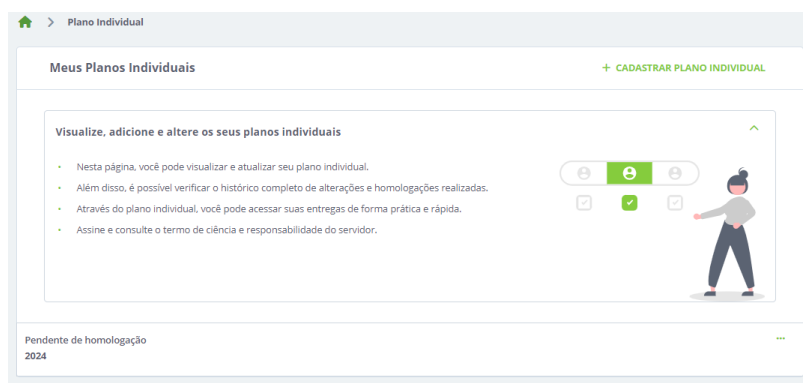 Plano Individual
Meus Planos Individuais
+ CADASTRAR PLANO INDIVIDUAL
Visualize, adicione e altere os seus planos individuais
Nesta página, você pode visualizar e atualizar seu plano individual.
Além disso, é possível verificar o histórico completo de alterações e homologações realizadas.
Através do plano individual, você pode acessar suas entregas de forma prática e rápida.
Assine e consulte o termo de ciência e responsabilidade do servidor.
Pendente de homologação
2024